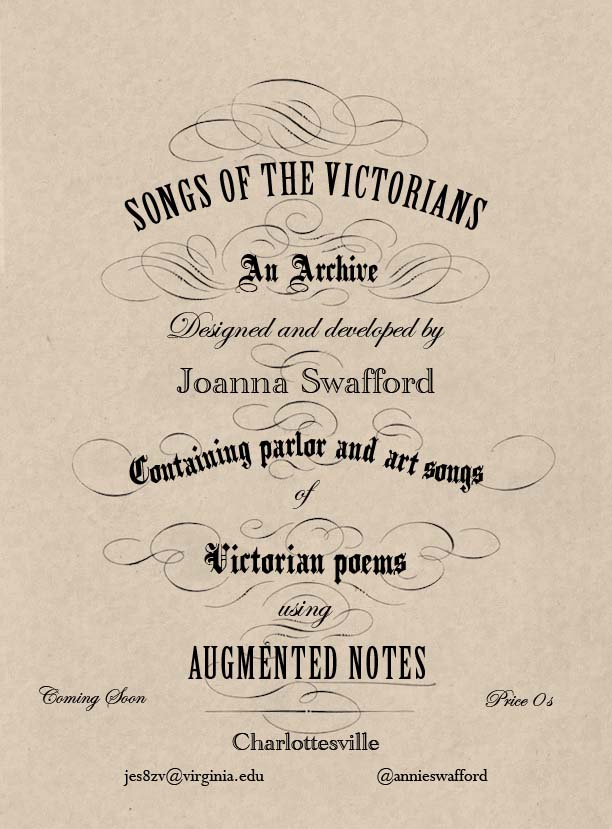 SONGS OF THE VICTORIANS
An Archive
Designed and developed by
Joanna Swafford
Containing parlor and art songs
of
Victorian poems
using
AUGMENTED NOTES
Coming Soon
Price 0s
Charlottesville
jes8zv@virginia.edu
@annieswafford